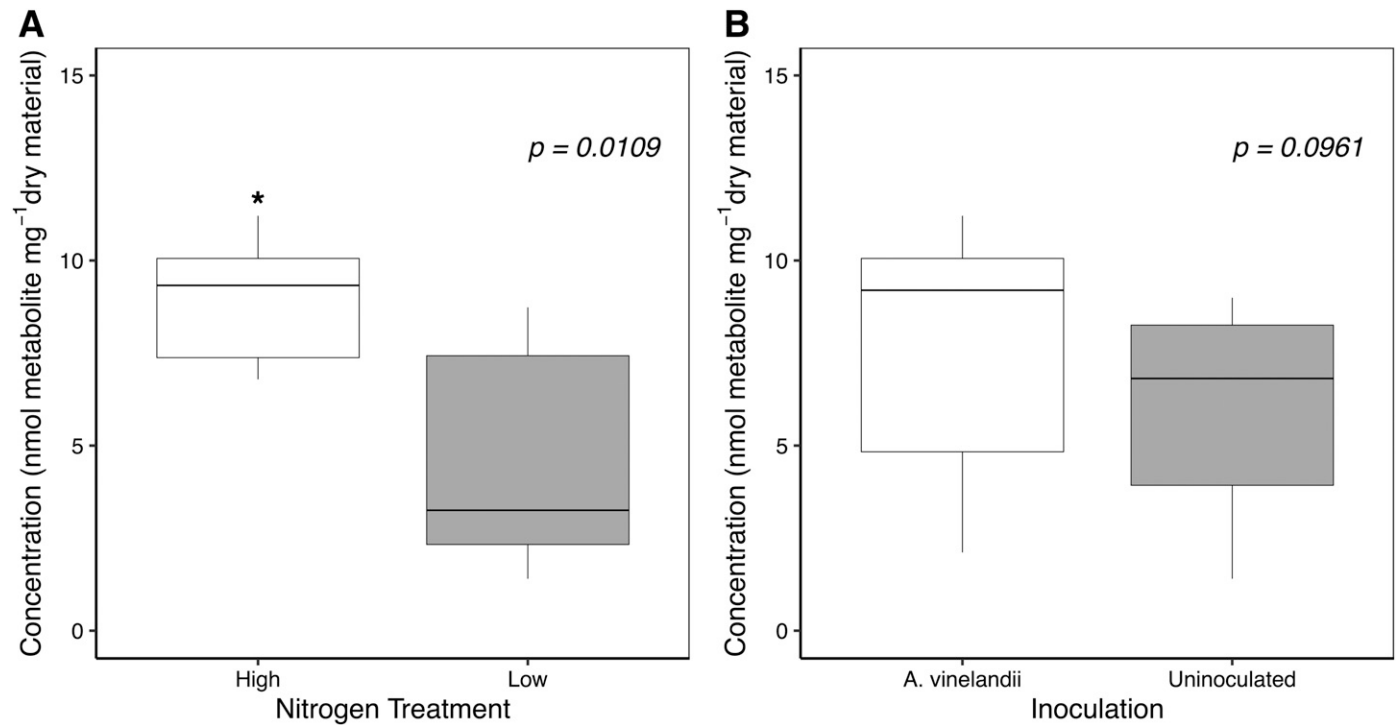 A
Concentration (nmol metabolite mg⁻¹dry material)
15
10
5
0
*
p = 0.0109
High
Low
Nitrogen Treatment
B
Concentration (nmol metabolite mg⁻¹dry material)
15
10
5
0
p = 0.0961
A. vinelandii
Uninoculated
Inoculation